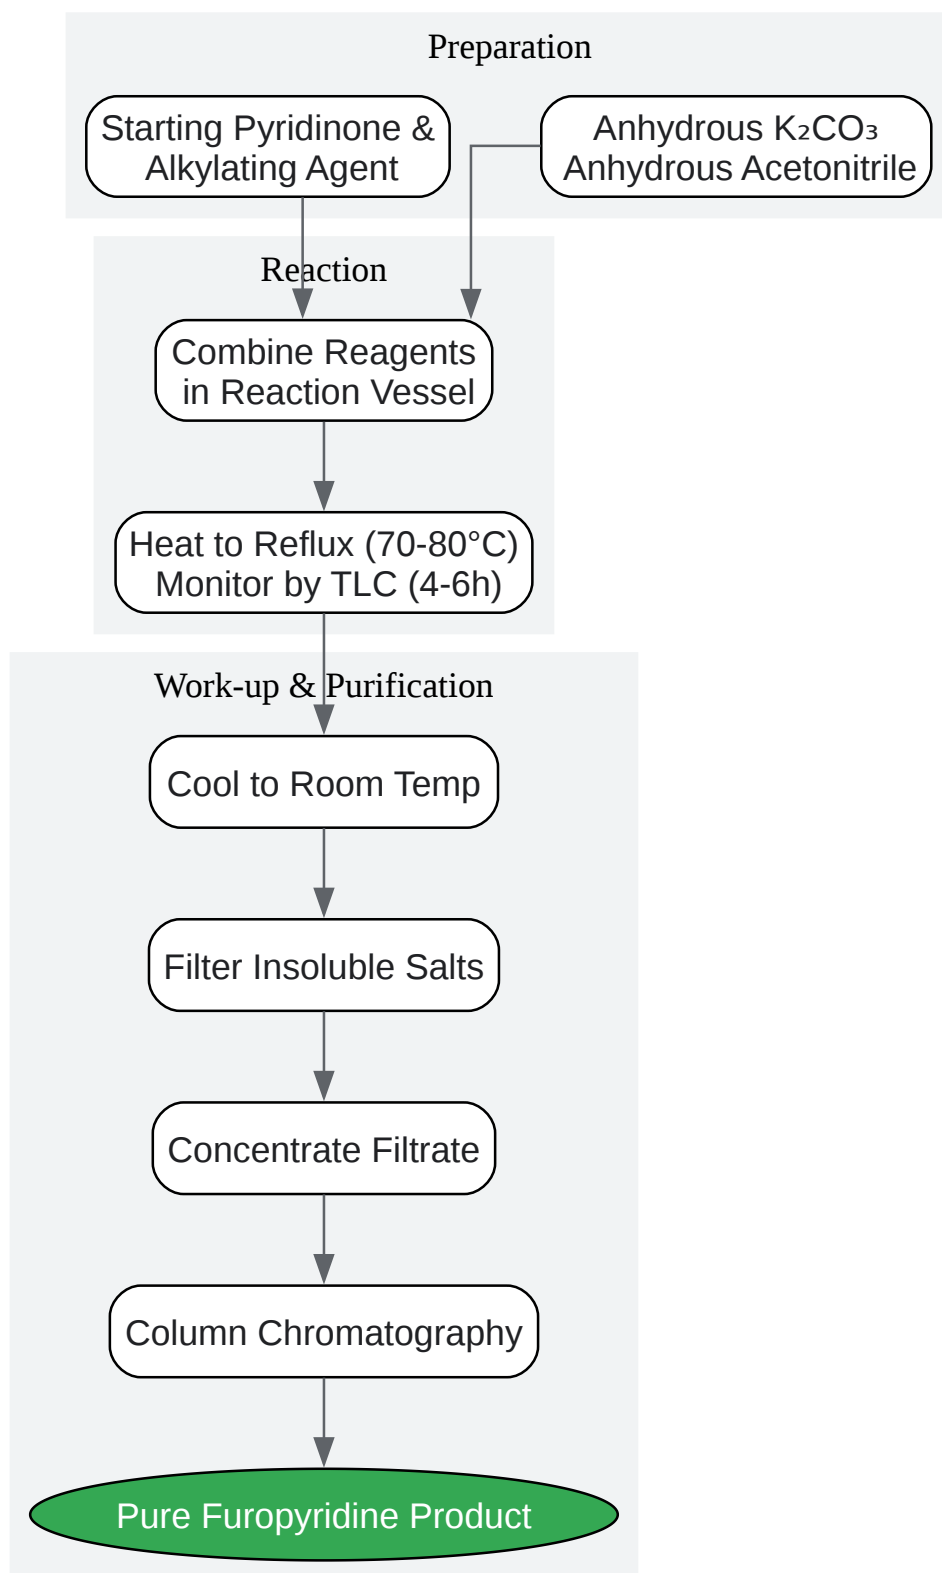 Preparation
Starting Pyridinone &
Alkylating Agent
Anhydrous K₂CO₃
Anhydrous Acetonitrile
Reaction
Combine Reagents
in Reaction Vessel
Heat to Reflux (70-80°C)
Monitor by TLC (4-6h)
Work-up & Purification
Cool to Room Temp
Filter Insoluble Salts
Concentrate Filtrate
Column Chromatography
Pure Furopyridine Product